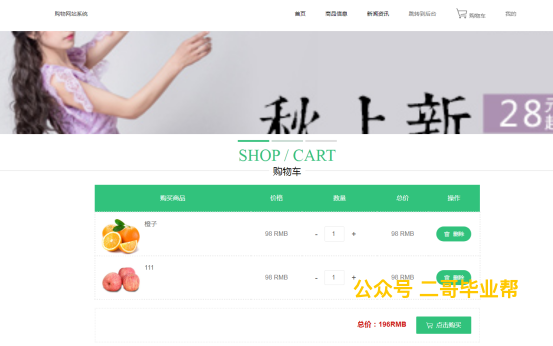 购物网站系统 首页 商品信息 新闻资讯 跳转到后台 购物车 我的
秋上新
28元起
SHOP / CART
购物车
购买商品 价格 数量 总价 操作
橙子 98 RMB - 1 + 98 RMB 删除
111 98 RMB - 1 + 98 RMB 删除
公众号 二哥毕业帮
总价：196RMB 点击购买